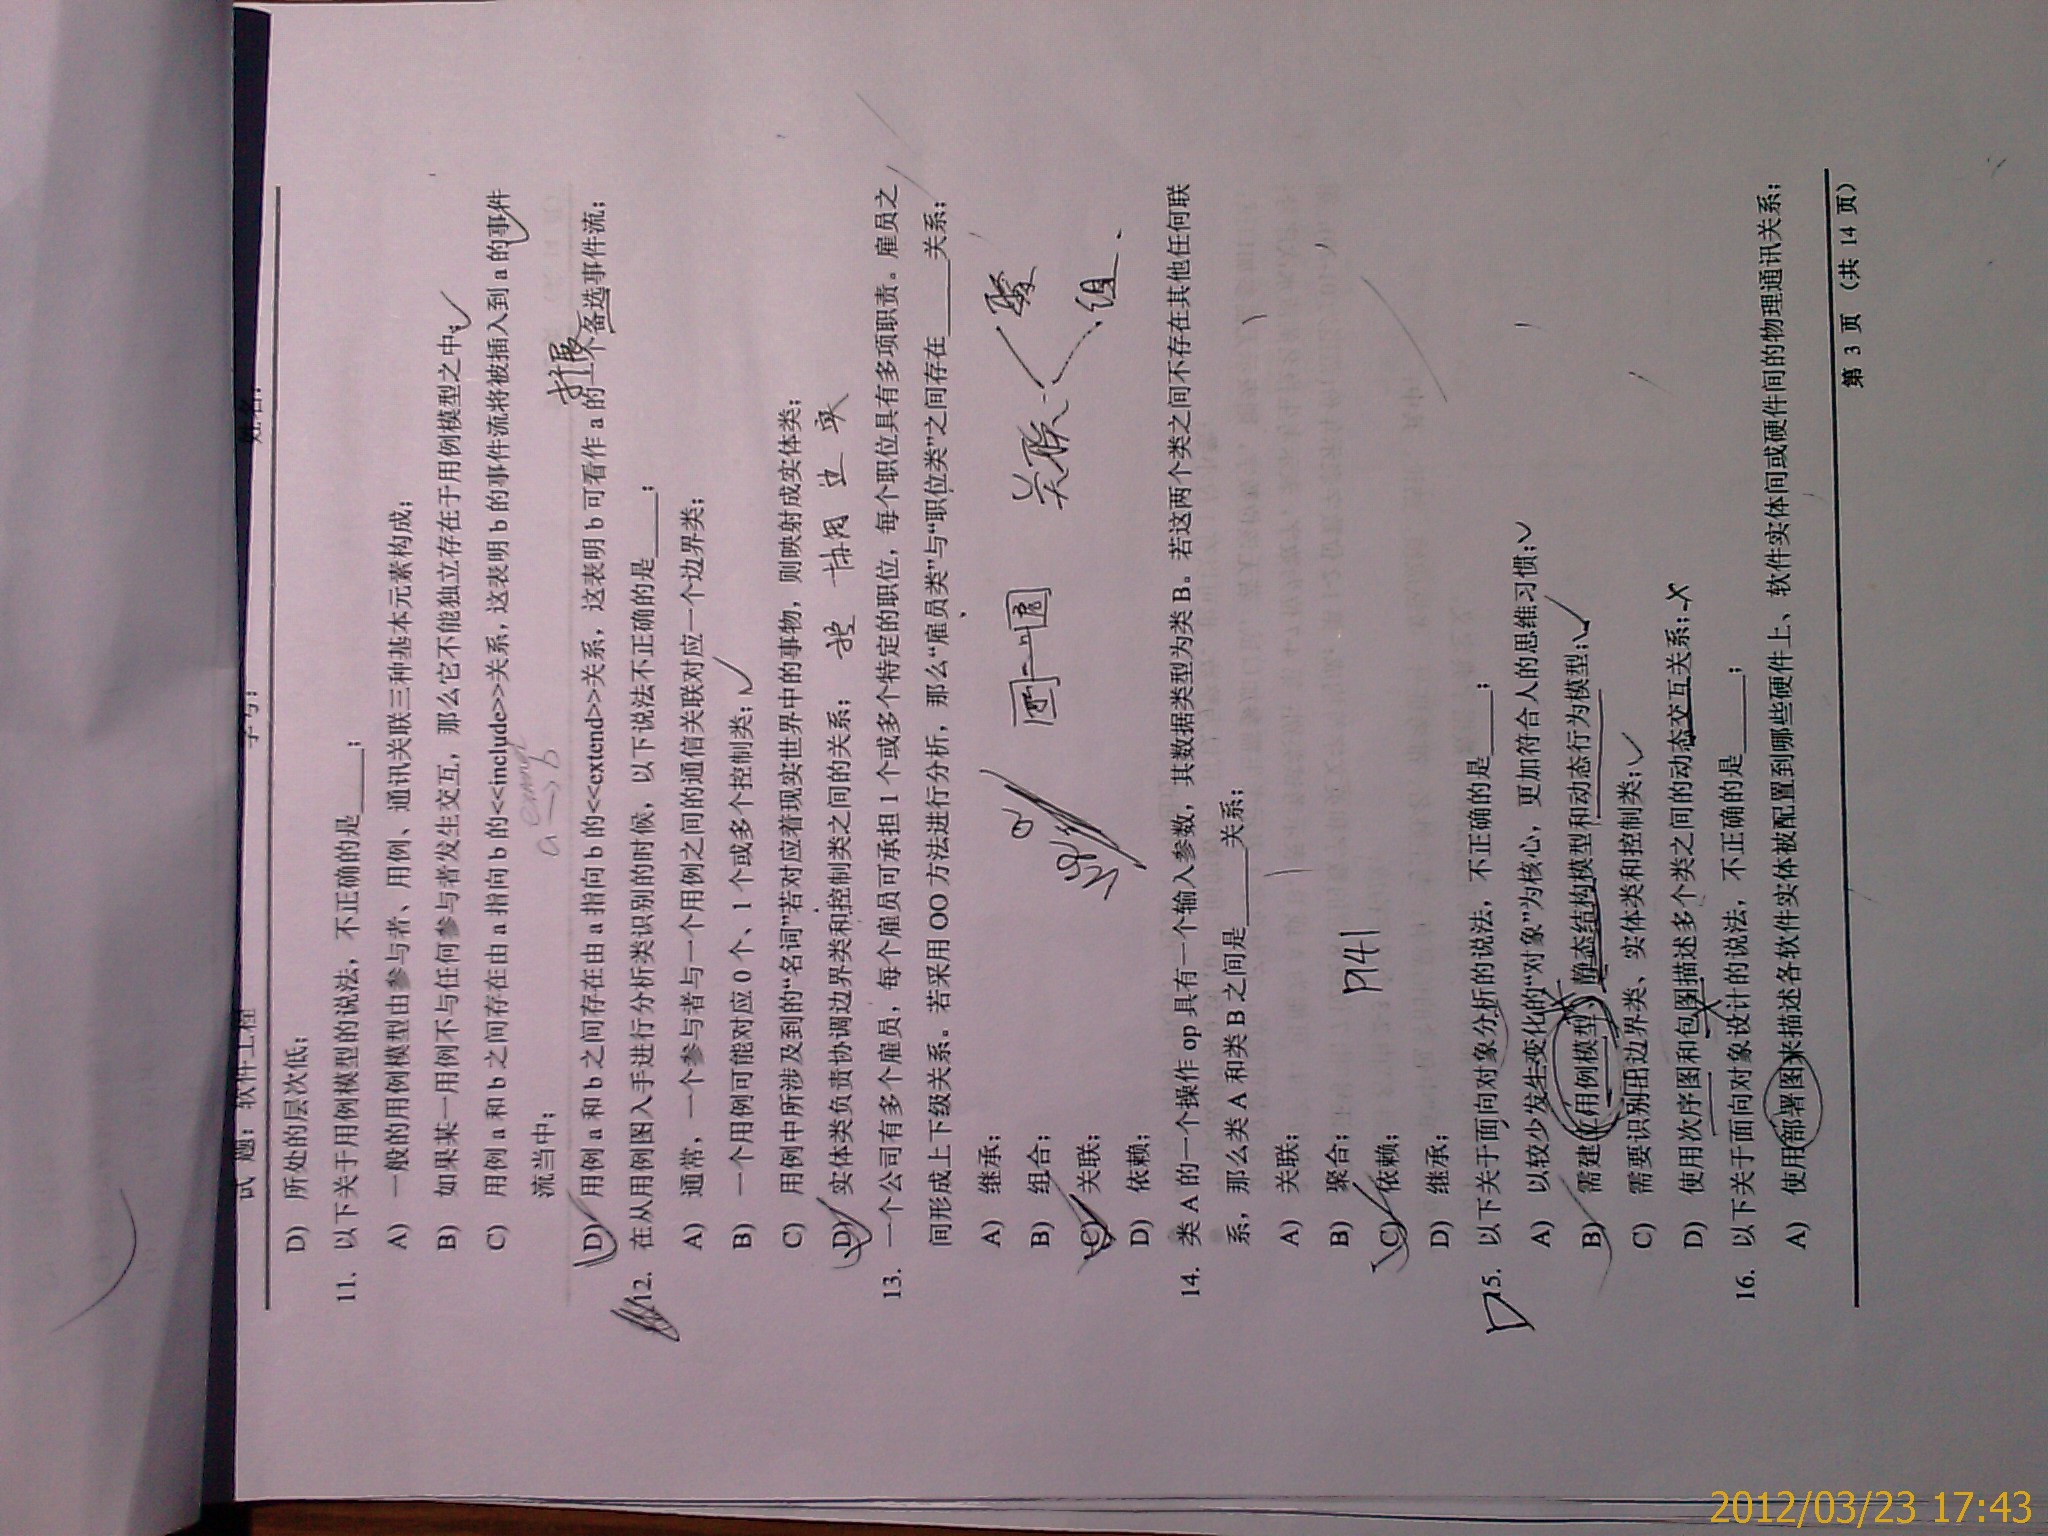 试 题：软件工程 学号： 姓名：
D) 所处的层次低；
11. 以下关于用例模型的说法，不正确的是____；
A) 一般的用例模型由参与者、用例、通讯关联三种基本元素构成；
B) 如果某一用例不与任何参与者发生交互，那么它不能独立存在于用例模型之中；
C) 用例 a 和 b 之间存在由 a 指向 b 的<<include>>关系，这表明 b 的事件流将被插入到 a 的事件
流当中；
a → b
extend
扩展
D) 用例 a 和 b 之间存在由 a 指向 b 的<<extend>>关系，这表明 b 可看作 a 的一个备选事件流；
12. 在从用例图入手进行分析类识别的时候，以下说法不正确的是____；
A) 通常，一个参与者与一个用例之间的通信关联对应一个边界类；
B) 一个用例可能对应 0 个、1 个或多个控制类；
C) 用例中所涉及到的“名词”若对应着现实世界中的事物，则映射成实体类；
D) 实体类负责协调边界类和控制类之间的关系；
控 协调 边 实
13. 一个公司有多个雇员，每个雇员可承担 1 个或多个特定的职位，每个职位具有多项职责。雇员之
间形成上下级关系。若采用 OO 方法进行分析，那么“雇员类”与“职位类”之间存在____关系；
A) 继承；
B) 组合；
C) 关联；
D) 依赖；
关联 聚
组
14. 类 A 的一个操作 op 具有一个输入参数，其数据类型为类 B。若这两个类之间不存在其他任何联
系，那么类 A 和类 B 之间是____关系；
A) 关联；
B) 聚合；
C) 依赖；
D) 继承；
P141
15. 以下关于面向对象分析的说法，不正确的是____；
A) 以较少发生变化的“对象”为核心，更加符合人的思维习惯；
B) 需建立用例模型、静态结构模型和动态行为模型；
C) 需要识别出边界类、实体类和控制类；
D) 使用次序图和包图描述多个类之间的动态交互关系；
16. 以下关于面向对象设计的说法，不正确的是____；
A) 使用部署图来描述各软件实体被配置到哪些硬件上、软件实体间或硬件间的物理通讯关系；
第 3 页（共 14 页）
2012/03/23 17:43